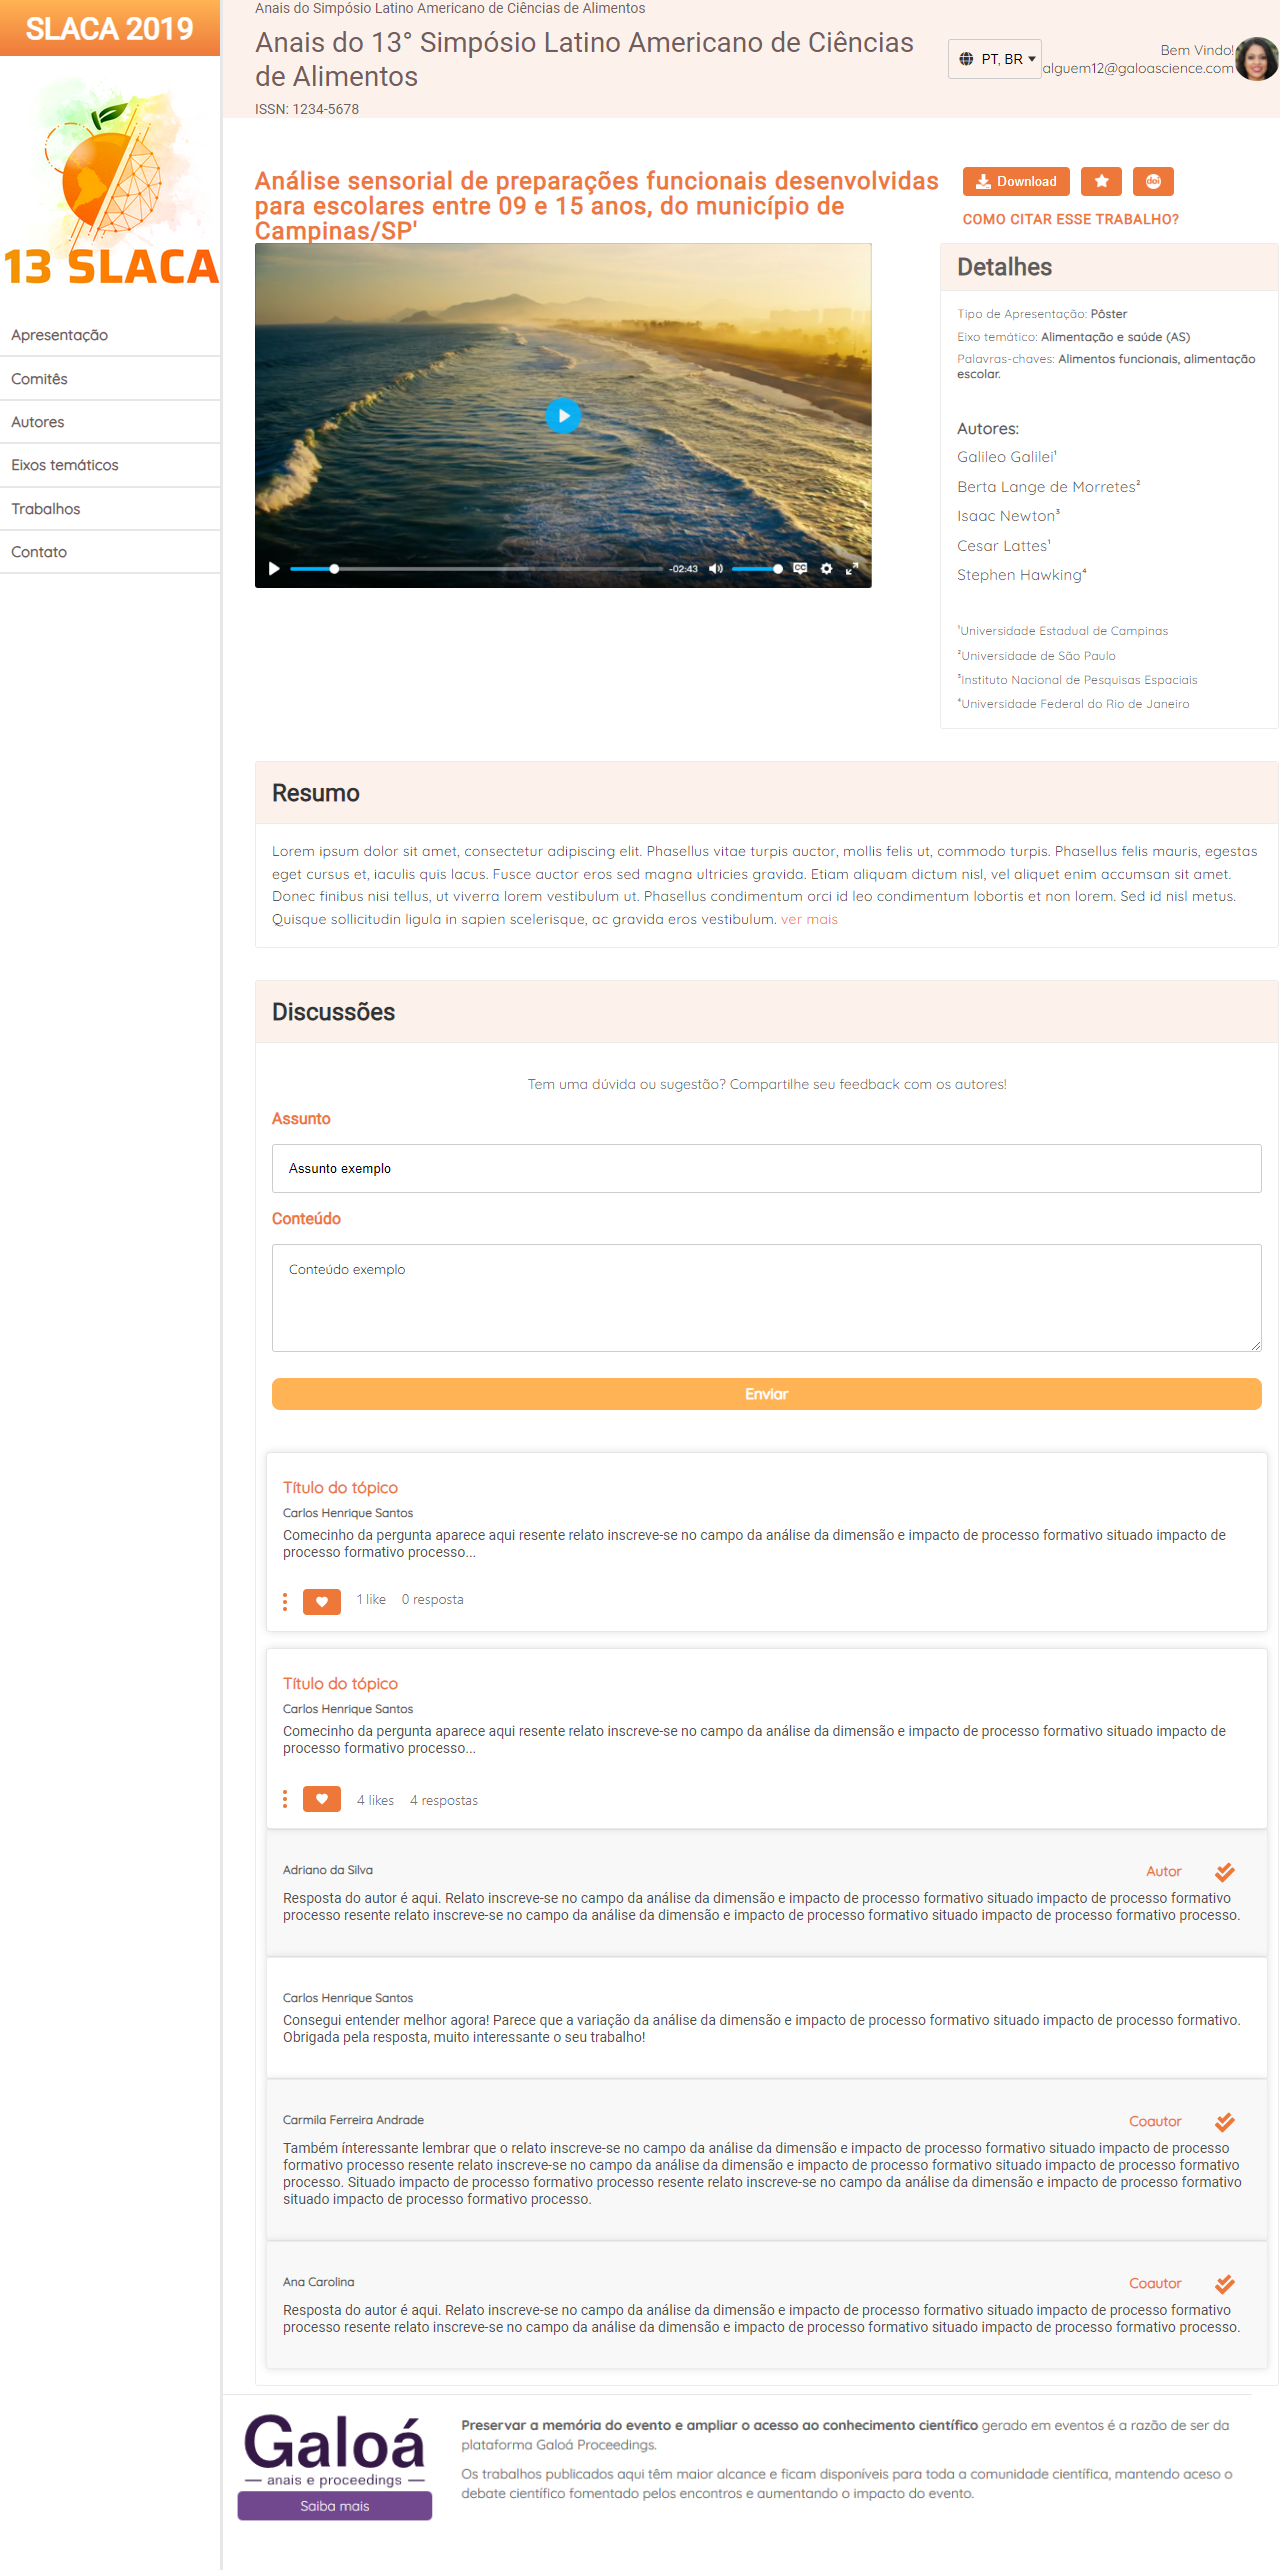 SLACA 2019
13 SLACA
Apresentação
Comitês
Autores
Eixos temáticos
Trabalhos
Contato
Anais do Simpósio Latino Americano de Ciências de Alimentos
Anais do 13° Simpósio Latino Americano de Ciências
de Alimentos
ISSN: 1234-5678
PT, BR
Bem Vindo!
alguem12@galoascience.com
Análise sensorial de preparações funcionais desenvolvidas
para escolares entre 09 e 15 anos, do município de
Campinas/SP'
Download
doi
COMO CITAR ESSE TRABALHO?
-02:43
CC
Detalhes
Tipo de Apresentação: Pôster
Eixo temático: Alimentação e saúde (AS)
Palavras-chaves: Alimentos funcionais, alimentação
escolar.
Autores:
Galileo Galilei¹
Berta Lange de Morretes²
Isaac Newton³
Cesar Lattes¹
Stephen Hawking⁴
¹Universidade Estadual de Campinas
²Universidade de São Paulo
³Instituto Nacional de Pesquisas Espaciais
⁴Universidade Federal do Rio de Janeiro
Resumo
Lorem ipsum dolor sit amet, consectetur adipiscing elit. Phasellus vitae turpis auctor, mollis felis ut, commodo turpis. Phasellus felis mauris, egestas
eget cursus et, iaculis quis lacus. Fusce auctor eros sed magna ultricies gravida. Etiam aliquam dictum nisl, vel aliquet enim accumsan sit amet.
Donec finibus nisi tellus, ut viverra lorem vestibulum ut. Phasellus condimentum orci id leo condimentum lobortis et non lorem. Sed id nisl metus.
Quisque sollicitudin ligula in sapien scelerisque, ac gravida eros vestibulum. ver mais
Discussões
Tem uma dúvida ou sugestão? Compartilhe seu feedback com os autores!
Assunto
Assunto exemplo
Conteúdo
Conteúdo exemplo
Enviar
Título do tópico
Carlos Henrique Santos
Comecinho da pergunta aparece aqui resente relato inscreve-se no campo da análise da dimensão e impacto de processo formativo situado impacto de
processo formativo processo...
1 like 0 resposta
Título do tópico
Carlos Henrique Santos
Comecinho da pergunta aparece aqui resente relato inscreve-se no campo da análise da dimensão e impacto de processo formativo situado impacto de
processo formativo processo...
4 likes 4 respostas
Adriano da Silva
Autor
Resposta do autor é aqui. Relato inscreve-se no campo da análise da dimensão e impacto de processo formativo situado impacto de processo formativo
processo resente relato inscreve-se no campo da análise da dimensão e impacto de processo formativo situado impacto de processo formativo processo.
Carlos Henrique Santos
Consegui entender melhor agora! Parece que a variação da análise da dimensão e impacto de processo formativo situado impacto de processo formativo.
Obrigada pela resposta, muito interessante o seu trabalho!
Carmila Ferreira Andrade
Coautor
Também ínteressante lembrar que o relato inscreve-se no campo da análise da dimensão e impacto de processo formativo situado impacto de processo
formativo processo resente relato inscreve-se no campo da análise da dimensão e impacto de processo formativo situado impacto de processo formativo
processo. Situado impacto de processo formativo processo resente relato inscreve-se no campo da análise da dimensão e impacto de processo formativo
situado impacto de processo formativo processo.
Ana Carolina
Coautor
Resposta do autor é aqui. Relato inscreve-se no campo da análise da dimensão e impacto de processo formativo situado impacto de processo formativo
processo resente relato inscreve-se no campo da análise da dimensão e impacto de processo formativo situado impacto de processo formativo processo.
Galoá
anais e proceedings
Saiba mais
Preservar a memória do evento e ampliar o acesso ao conhecimento científico gerado em eventos é a razão de ser da
plataforma Galoá Proceedings.
Os trabalhos publicados aqui têm maior alcance e ficam disponíveis para toda a comunidade científica, mantendo aceso o
debate científico fomentado pelos encontros e aumentando o impacto do evento.